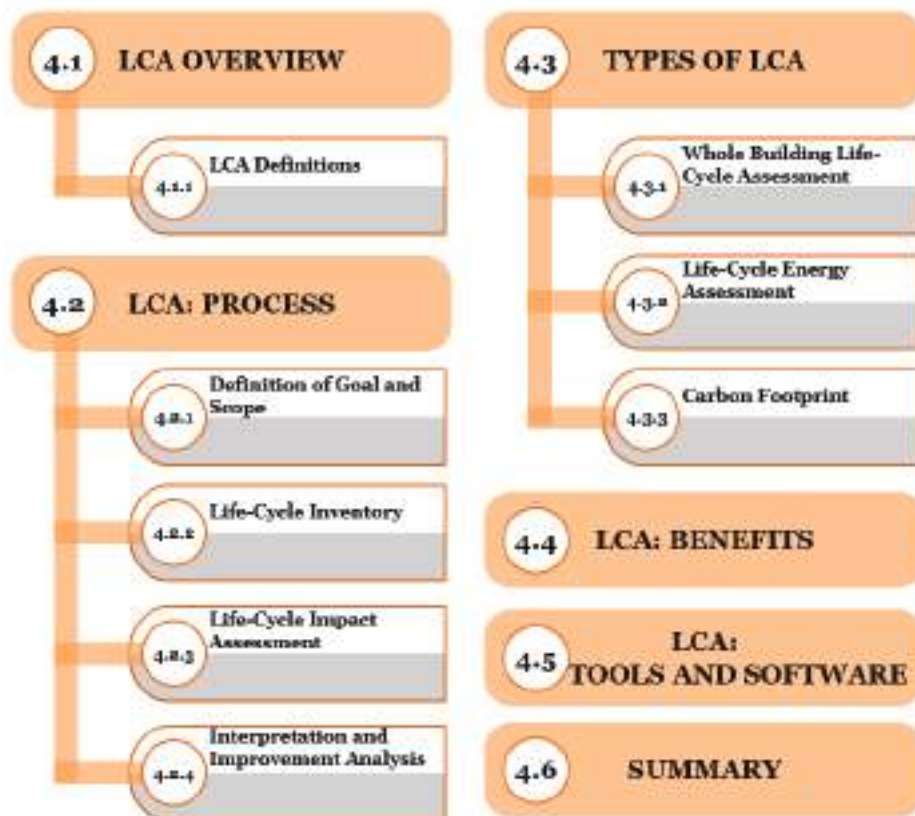 4.1 LCA OVERVIEW
4.1.1 LCA Definitions
4.2 LCA: PROCESS
4.2.1 Definition of Goal and
Scope
4.2.2 Life-Cycle Inventory
4.2.3 Life-Cycle Impact
Assessment
4.2.4 Interpretation and
Improvement Analysis
4.3 TYPES OF LCA
4.3.1 Whole Building Life-
Cycle Assessment
4.3.2 Life-Cycle Energy
Assessment
4.3.3 Carbon Footprint
4.4 LCA: BENEFITS
4.5 LCA:
TOOLS AND SOFTWARE
4.6 SUMMARY